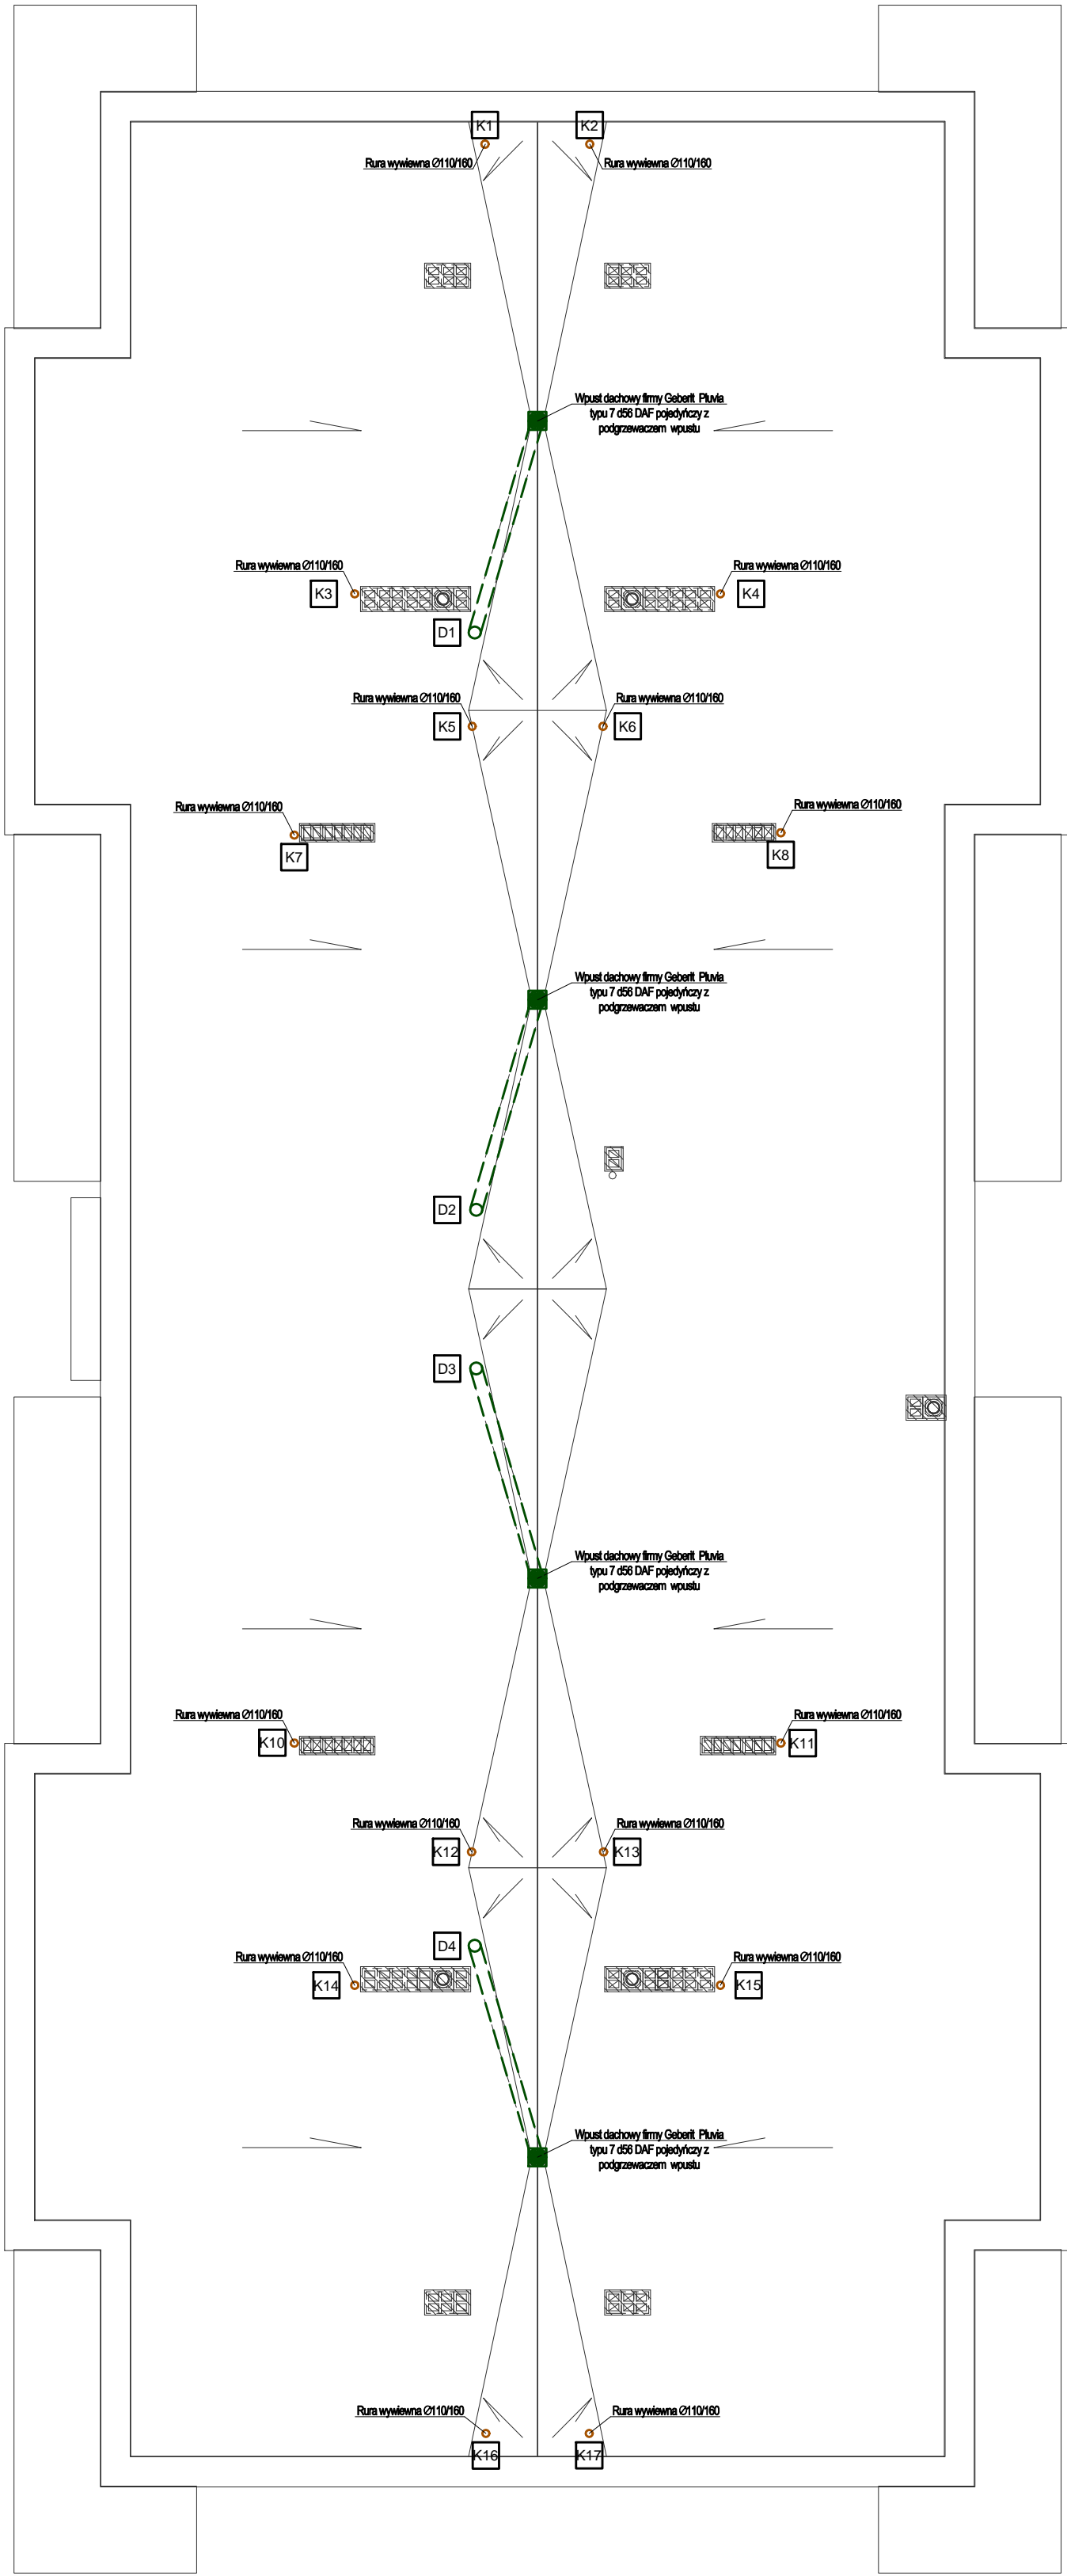 K1
K2
Rura wywiewna Ø110/160
Rura wywiewna Ø110/160
Wpust dachowy firmy Geberit Pluvia
typu 7 d56 DAF pojedyńczy z
podgrzewaczem wpustu
Rura wywiewna Ø110/160
Rura wywiewna Ø110/160
K3
K4
D1
Rura wywiewna Ø110/160
Rura wywiewna Ø110/160
K5
K6
Rura wywiewna Ø110/160
Rura wywiewna Ø110/160
K7
K8
Wpust dachowy firmy Geberit Pluvia
typu 7 d56 DAF pojedyńczy z
podgrzewaczem wpustu
D2
D3
Wpust dachowy firmy Geberit Pluvia
typu 7 d56 DAF pojedyńczy z
podgrzewaczem wpustu
Rura wywiewna Ø110/160
Rura wywiewna Ø110/160
K10
K11
Rura wywiewna Ø110/160
Rura wywiewna Ø110/160
K12
K13
D4
Rura wywiewna Ø110/160
Rura wywiewna Ø110/160
K14
K15
Wpust dachowy firmy Geberit Pluvia
typu 7 d56 DAF pojedyńczy z
podgrzewaczem wpustu
Rura wywiewna Ø110/160
Rura wywiewna Ø110/160
K16
K17